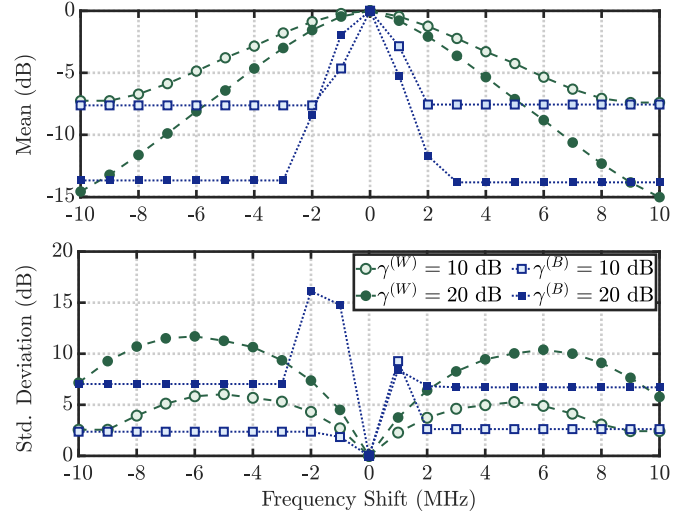 0
-5
-10
-15
Mean (dB)
-10 -8 -6 -4 -2 0 2 4 6 8 10
20
15
10
5
0
Std. Deviation (dB)
γ(W) = 10 dB γ(B) = 10 dB
γ(W) = 20 dB γ(B) = 20 dB
-10 -8 -6 -4 -2 0 2 4 6 8 10
Frequency Shift (MHz)